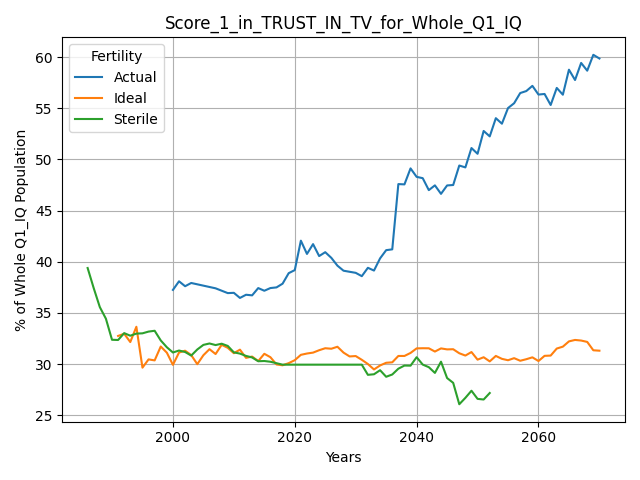 Score_1_in_TRUST_IN_TV_for_Whole_Q1_IQ
Fertility
Actual
Ideal
Sterile
% of Whole Q1_IQ Population
60
55
50
45
40
35
30
25
2000
2020
2040
2060
Years